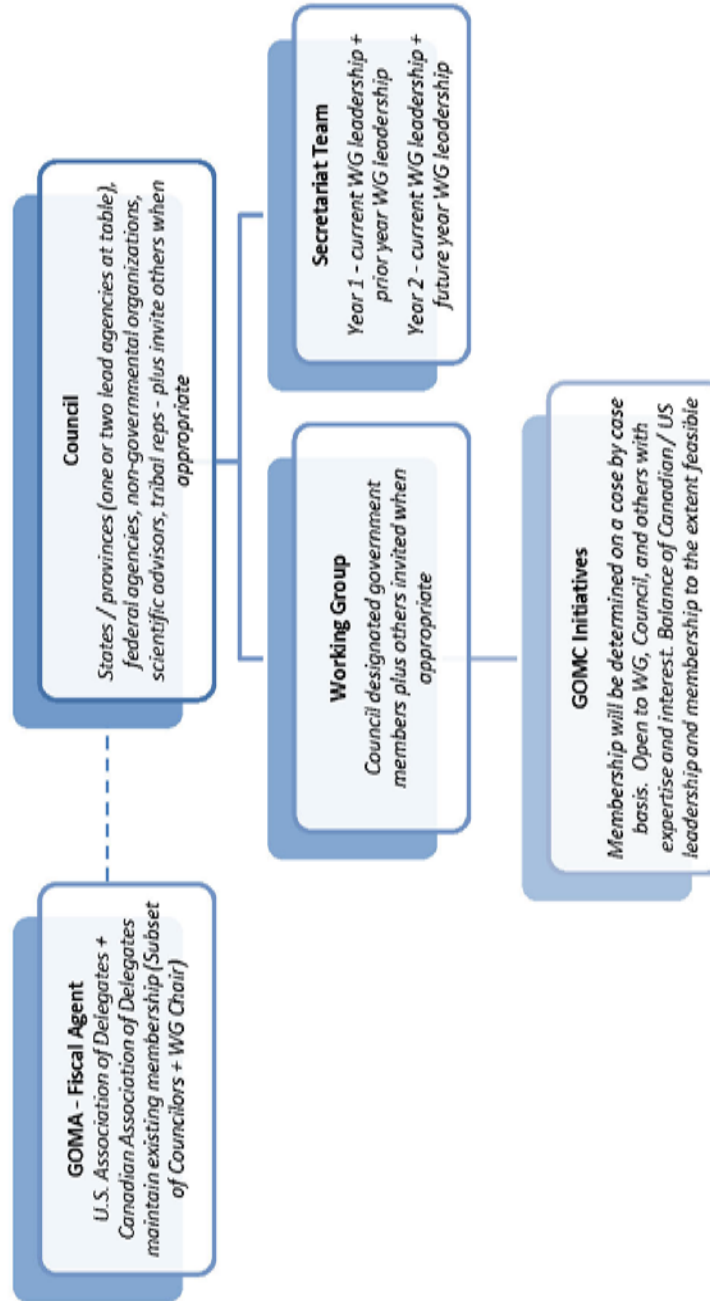 GOMA - Fiscal Agent
U.S. Association of Delegates +
Canadian Association of Delegates
maintain existing membership (Subset
of Councilors + WG Chair)
Council
States / provinces (one or two lead agencies at table),
federal agencies, non-governmental organizations,
scientific advisors, tribal reps - plus invite others when
appropriate
Working Group
Council designated government
members plus others invited when
appropriate
Secretariat Team
Year 1 - current WG leadership +
prior year WG leadership
Year 2 - current WG leadership +
future year WG leadership
GOMC Initiatives
Membership will be determined on a case by case
basis. Open to WG, Council, and others with
expertise and interest. Balance of Canadian / US
leadership and membership to the extent feasible